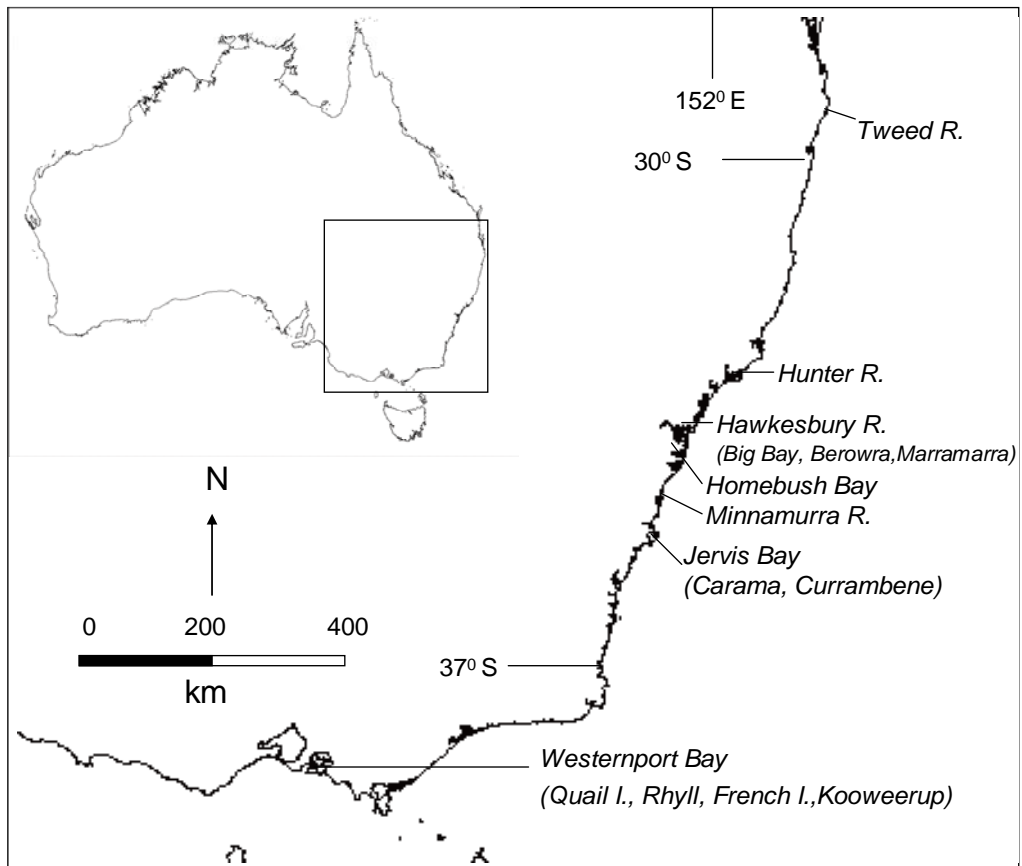 152⁰ E
Tweed R.
30⁰ S
Hunter R.
Hawkesbury R.
(Big Bay, Berowra,Marramarra)
Homebush Bay
Minnamurra R.
Jervis Bay
(Carama, Currambene)
N
0 200 400
km
37⁰ S
Westernport Bay
(Quail I., Rhyll, French I.,Kooweerup)